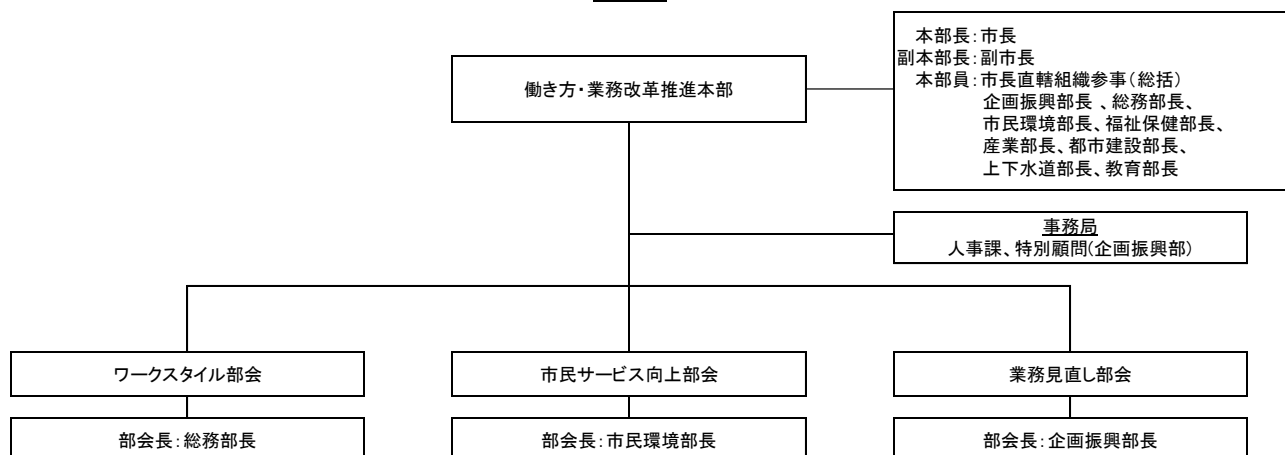 本部長：市長
副本部長：副市長
本部員：市長直轄組織参事（総括）
企画振興部長 、総務部長、
市民環境部長、福祉保健部長、
産業部長、都市建設部長、
上下水道部長、教育部長
働き方・業務改革推進本部
事務局
人事課、特別顧問(企画振興部)
ワークスタイル部会
市民サービス向上部会
業務見直し部会
部会長：総務部長
部会長：市民環境部長
部会長：企画振興部長